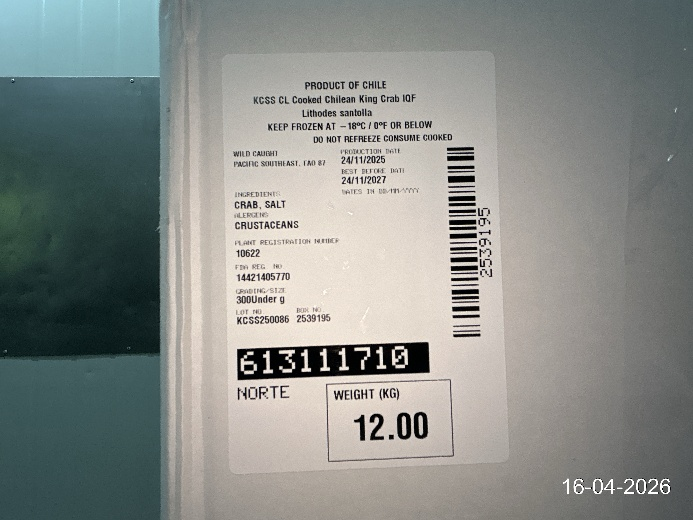 PRODUCT OF CHILE
KCSS CL Cooked Chilean King Crab IQF
Lithodes santolla
KEEP FROZEN AT -18ºC / 0ºF OR BELOW
DO NOT REFREEZE CONSUME COOKED
WILD CAUGHT
PACIFIC SOUTHEAST, FAO 87
PRODUCTION DATE
24/11/2025
BEST BEFORE DATE
24/11/2027
DATES IN DD/MM/YYYY
INGREDIENTS
CRAB, SALT
ALERGENS
CRUSTACEANS
PLANT REGISTRATION NUMBER
10622
FDA REG. NO
14421405770
GRADING/SIZE
300Under g
LOT NO. BOX NO.
KCSS250086 2539195
2539195
613111710
NORTE
WEIGHT (KG)
12.00
16-04-2026